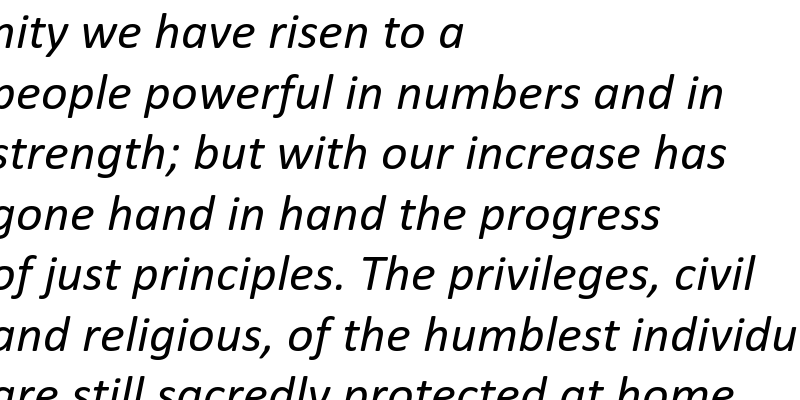 nity we have risen to a
people powerful in numbers and in
strength; but with our increase has
gone hand in hand the progress
of just principles. The privileges, civil
and religious, of the humblest individu
are still sacredly protected at home